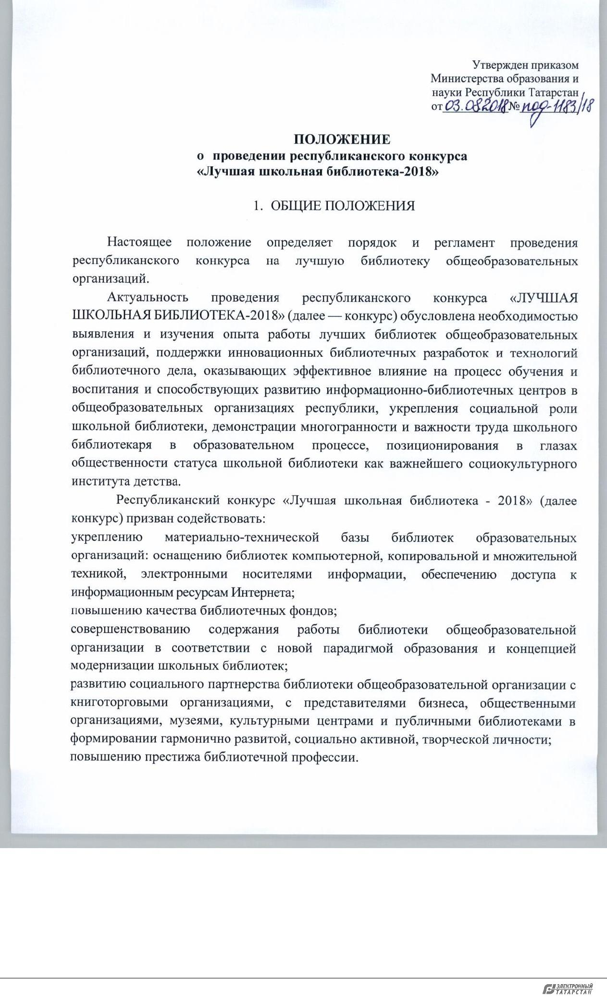 Утвержден приказом
Министерства образования и
науки Республики Татарстан
от 03.08.2018 № под-1183/18
ПОЛОЖЕНИЕ
о проведении республиканского конкурса
«Лучшая школьная библиотека-2018»
1. ОБЩИЕ ПОЛОЖЕНИЯ
Настоящее положение определяет порядок и регламент проведения
республиканского конкурса на лучшую библиотеку общеобразовательных
организаций.
Актуальность проведения республиканского конкурса «ЛУЧШАЯ
ШКОЛЬНАЯ БИБЛИОТЕКА-2018» (далее — конкурс) обусловлена необходимостью
выявления и изучения опыта работы лучших библиотек общеобразовательных
организаций, поддержки инновационных библиотечных разработок и технологий
библиотечного дела, оказывающих эффективное влияние на процесс обучения и
воспитания и способствующих развитию информационно-библиотечных центров в
общеобразовательных организациях республики, укрепления социальной роли
школьной библиотеки, демонстрации многогранности и важности труда школьного
библиотекаря в образовательном процессе, позиционирования в глазах
общественности статуса школьной библиотеки как важнейшего социокультурного
института детства.
Республиканский конкурс «Лучшая школьная библиотека - 2018» (далее
конкурс) призван содействовать:
укреплению материально-технической базы библиотек образовательных
организаций: оснащению библиотек компьютерной, копировальной и множительной
техникой, электронными носителями информации, обеспечению доступа к
информационным ресурсам Интернета;
повышению качества библиотечных фондов;
совершенствованию содержания работы библиотеки общеобразовательной
организации в соответствии с новой парадигмой образования и концепцией
модернизации школьных библиотек;
развитию социального партнерства библиотеки общеобразовательной организации с
книготорговыми организациями, с представителями бизнеса, общественными
организациями, музеями, культурными центрами и публичными библиотеками в
формировании гармонично развитой, социально активной, творческой личности;
повышению престижа библиотечной профессии.
ЭЛЕКТРОННЫЙ
ТАТАРСТАН